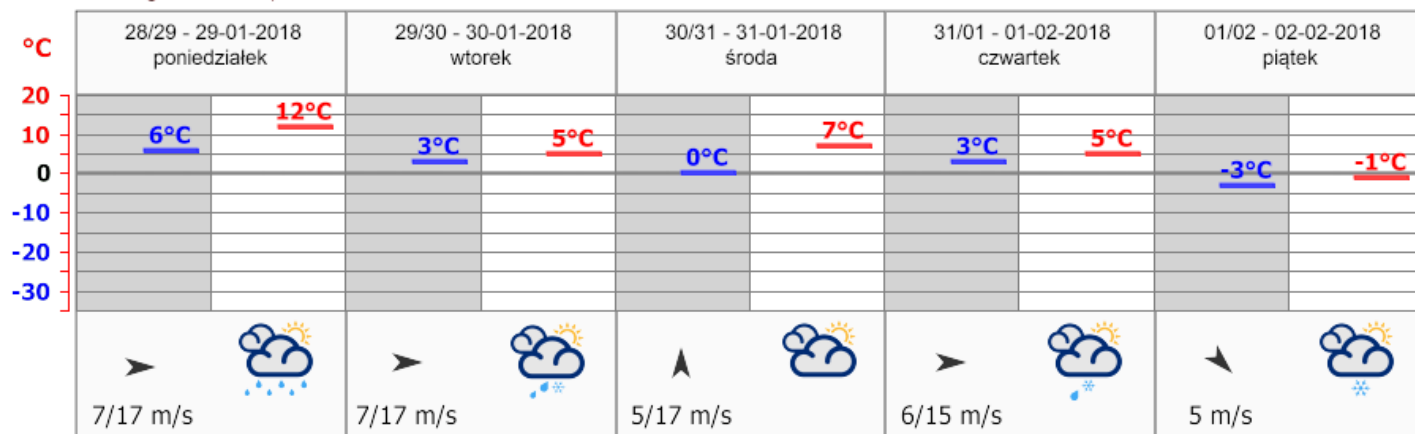 °C
28/29 - 29-01-2018
poniedziałek
29/30 - 30-01-2018
wtorek
30/31 - 31-01-2018
środa
31/01 - 01-02-2018
czwartek
01/02 - 02-02-2018
piątek
20
10
0
-10
-20
-30
6°C
12°C
3°C
5°C
0°C
7°C
3°C
5°C
-3°C
-1°C
7/17 m/s
7/17 m/s
5/17 m/s
6/15 m/s
5 m/s